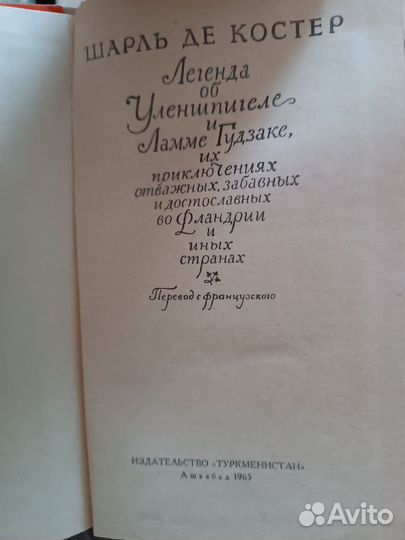 ШАРЛЬ ДЕ КОСТЕР
Легенда
об
Уленшпигеле
и
Ламме Гудзаке,
их
приключениях
отважных, забавных
и достославных
во Фландрии
и
иных
странах
Перевод с французского
ИЗДАТЕЛЬСТВО «ТУРКМЕНИСТАН»
Ашхабад 1965
Avito